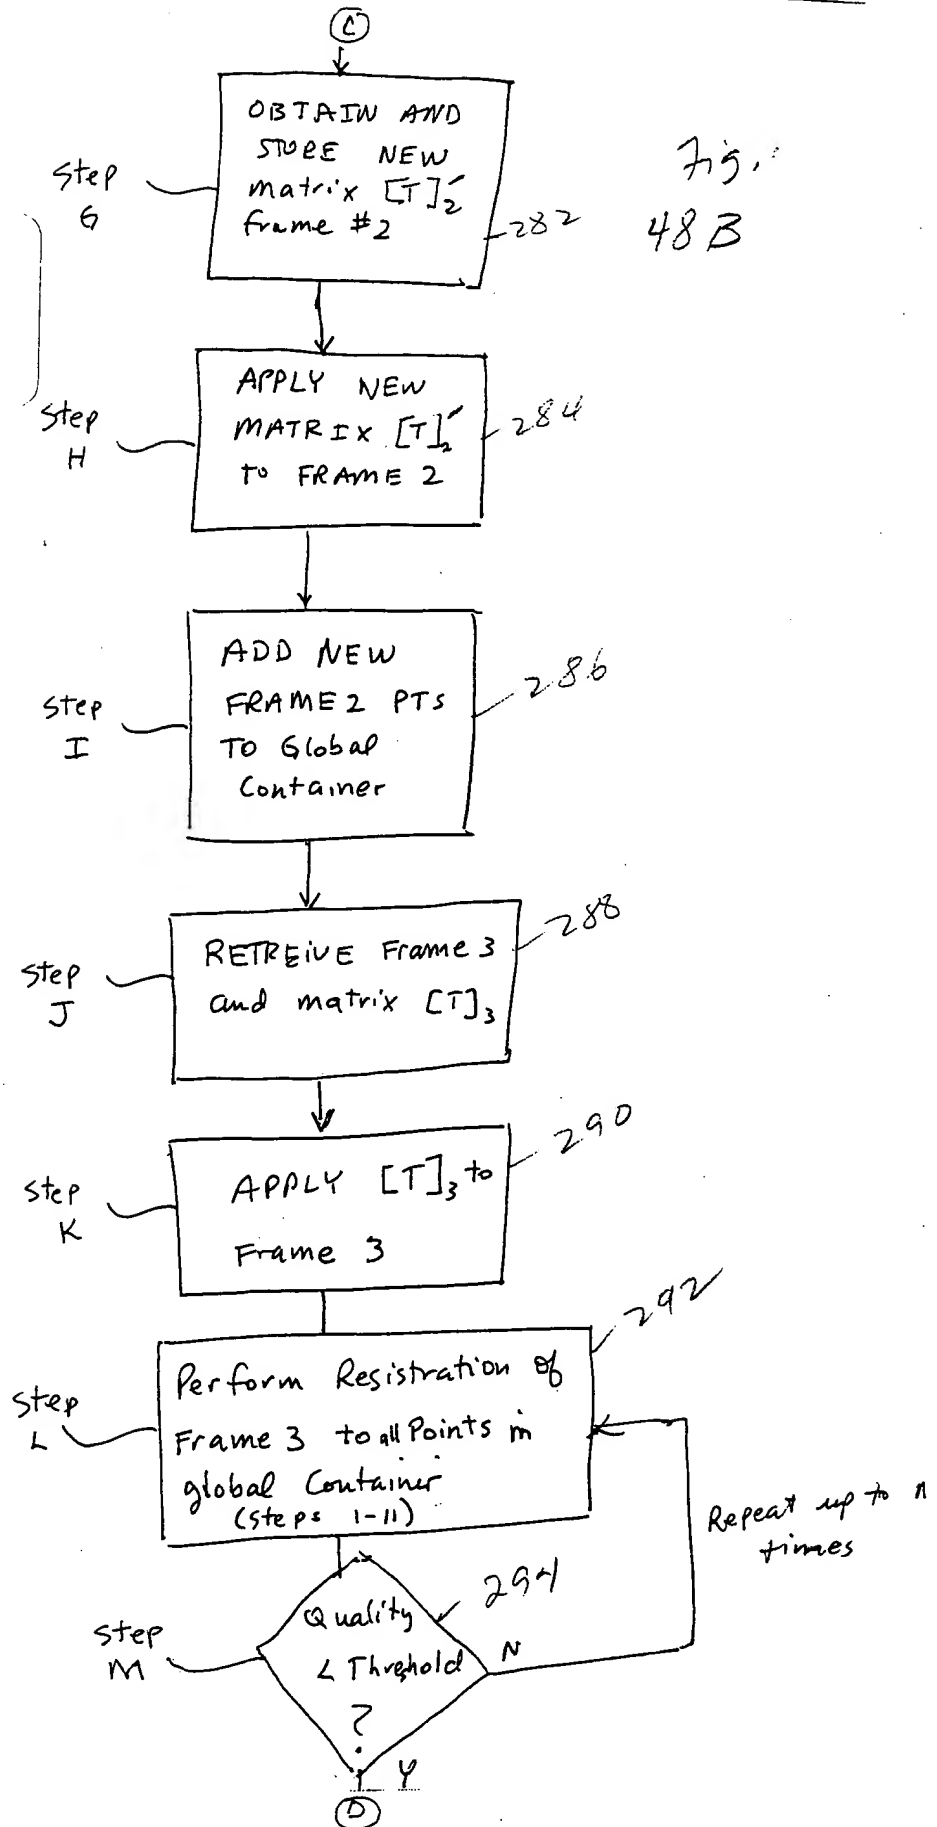 C
OBTAIN AND
STORE NEW
matrix [T]₂′
frame #2
Step
G
282
Fig.
48B
APPLY NEW
MATRIX [T]₂′
TO FRAME 2
Step
H
284
ADD NEW
FRAME 2 PTS
TO Global
Container
Step
I
286
RETREIVE Frame 3
and matrix [T]₃
Step
J
288
APPLY [T]₃ to
Frame 3
Step
K
290
Perform Resistration of
Frame 3 to all Points in
global Container
(steps 1-11)
Step
L
292
Repeat up to n
times
Quality
< Threshold
?
Step
M
294
N
Y
D